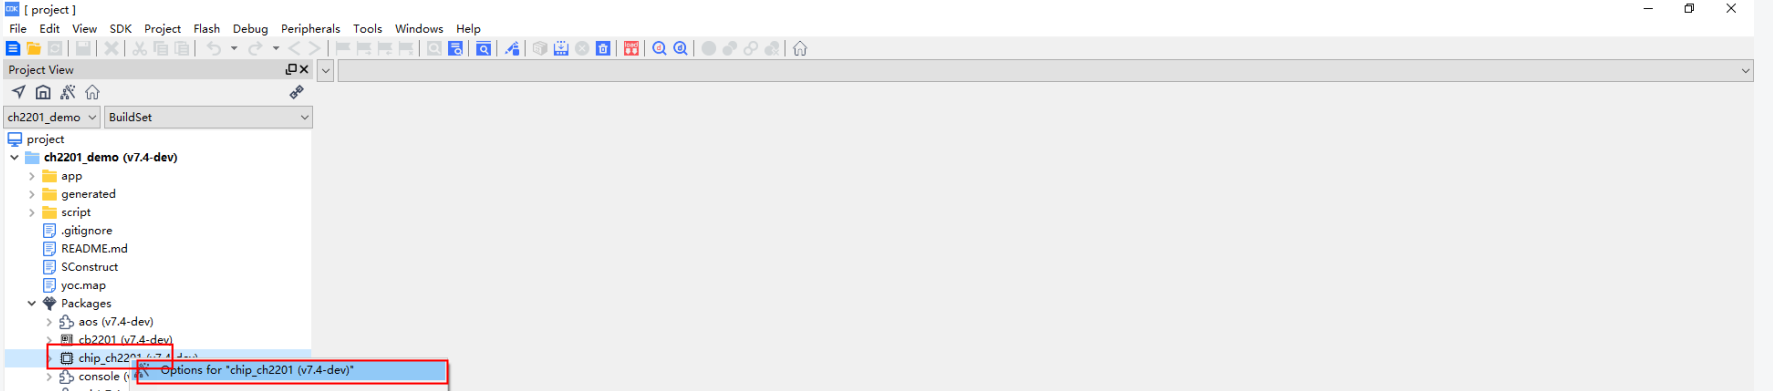 CDK [ project ]
File Edit View SDK Project Flash Debug Peripherals Tools Windows Help
Project View
ch2201_demo BuildSet
project
ch2201_demo (v7.4-dev)
app
generated
script
.gitignore
README.md
SConstruct
yoc.map
Packages
aos (v7.4-dev)
cb2201 (v7.4-dev)
chip_ch2201 (v7.4-dev)
Options for "chip_ch2201 (v7.4-dev)"
console (